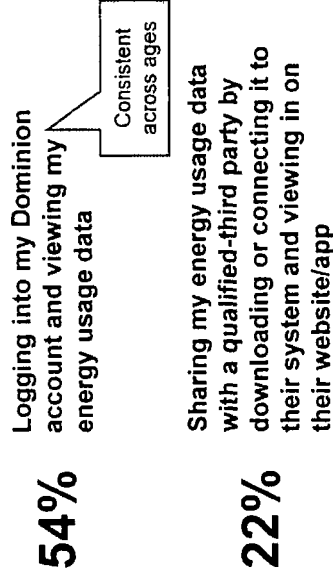 54%
Logging into my Dominion
account and viewing my
energy usage data
Consistent
across ages
22%
Sharing my energy usage data
with a qualified-third party by
downloading or connecting it to
their system and viewing in on
their website/app